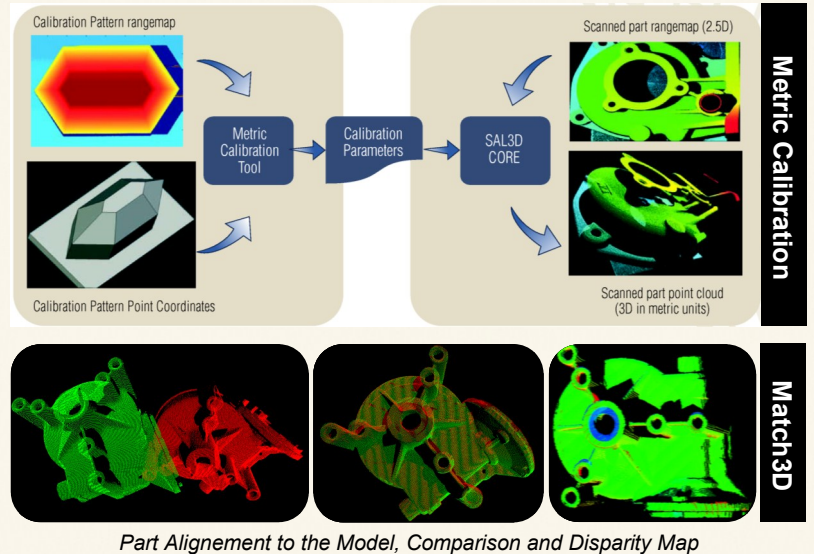 Calibration Pattern rangemap
Scanned part rangemap (2.5D)
Metric
Calibration
Tool
Calibration
Parameters
SAL3D
CORE
Calibration Pattern Point Coordinates
Scanned part point cloud
(3D in metric units)
Metric Calibration
Match3D
Part Alignement to the Model, Comparison and Disparity Map